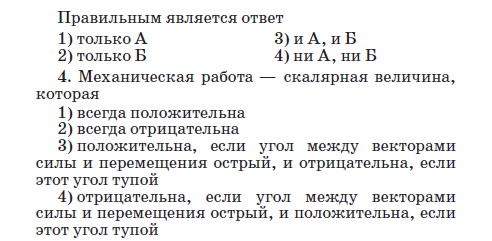 Правильным является ответ
1) только А 3) и А, и Б
2) только Б 4) ни А, ни Б
4. Механическая работа — скалярная величина,
которая
1) всегда положительна
2) всегда отрицательна
3) положительна, если угол между векторами
силы и перемещения острый, и отрицательна, если
этот угол тупой
4) отрицательна, если угол между векторами
силы и перемещения острый, и положительна, если
этот угол тупой